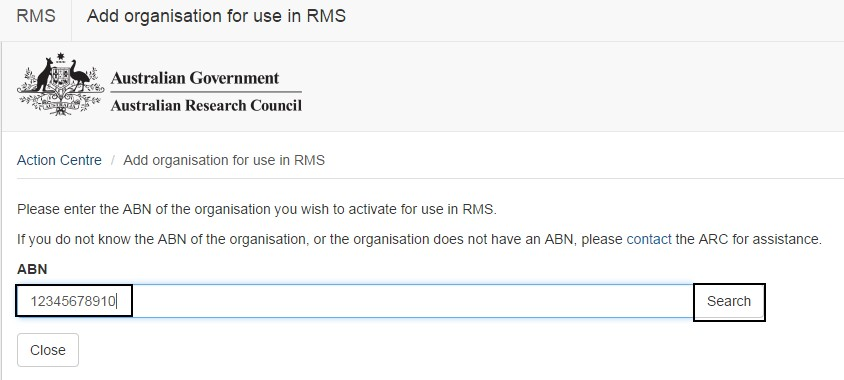 RMS Add organisation for use in RMS
Australian Government
Australian Research Council
Action Centre / Add organisation for use in RMS
Please enter the ABN of the organisation you wish to activate for use in RMS.
If you do not know the ABN of the organisation, or the organisation does not have an ABN, please contact the ARC for assistance.
ABN
12345678910 Search
Close